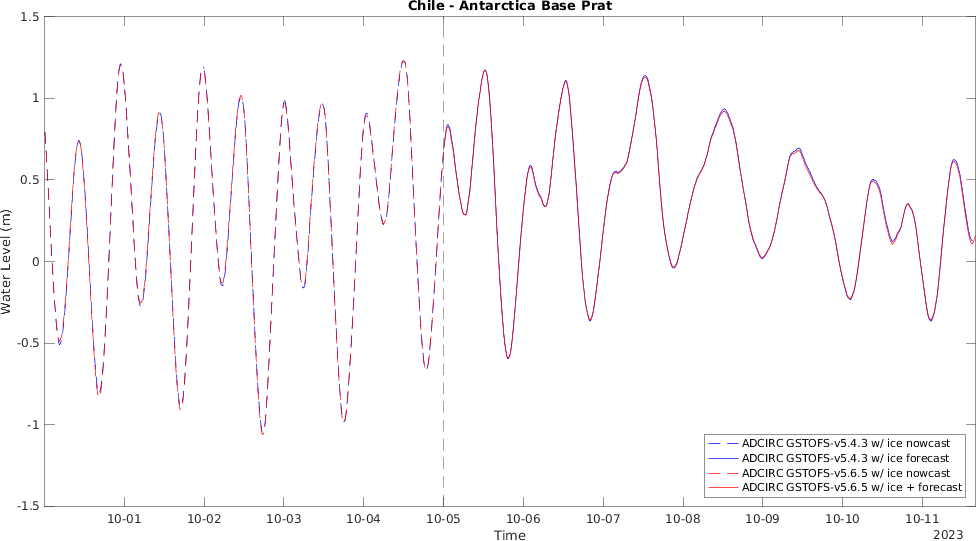 Chile - Antarctica Base Prat
Water Level (m)
1.5
1
0.5
0
-0.5
-1
-1.5
10-01 10-02 10-03 10-04 10-05 10-06 10-07 10-08 10-09 10-10 10-11
Time
2023
ADCIRC GSTOFS-v5.4.3 w/ ice nowcast
ADCIRC GSTOFS-v5.4.3 w/ ice forecast
ADCIRC GSTOFS-v5.6.5 w/ ice nowcast
ADCIRC GSTOFS-v5.6.5 w/ ice + forecast